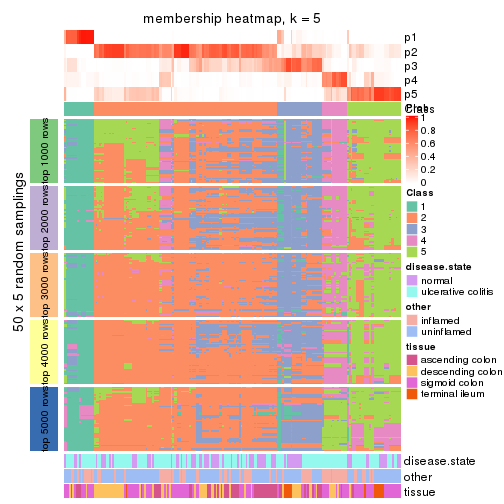 membership heatmap, k = 5
p1
p2
p3
p4
p5
Class
Prob
1
0.8
0.6
0.4
0.2
0
Class
1
2
3
4
5
disease.state
normal
ulcerative colitis
other
inflamed
uninflamed
tissue
ascending colon
descending colon
sigmoid colon
terminal ileum
50 x 5 random samplings
top 1000 rows
top 2000 rows
top 3000 rows
top 4000 rows
top 5000 rows
disease.state
other
tissue